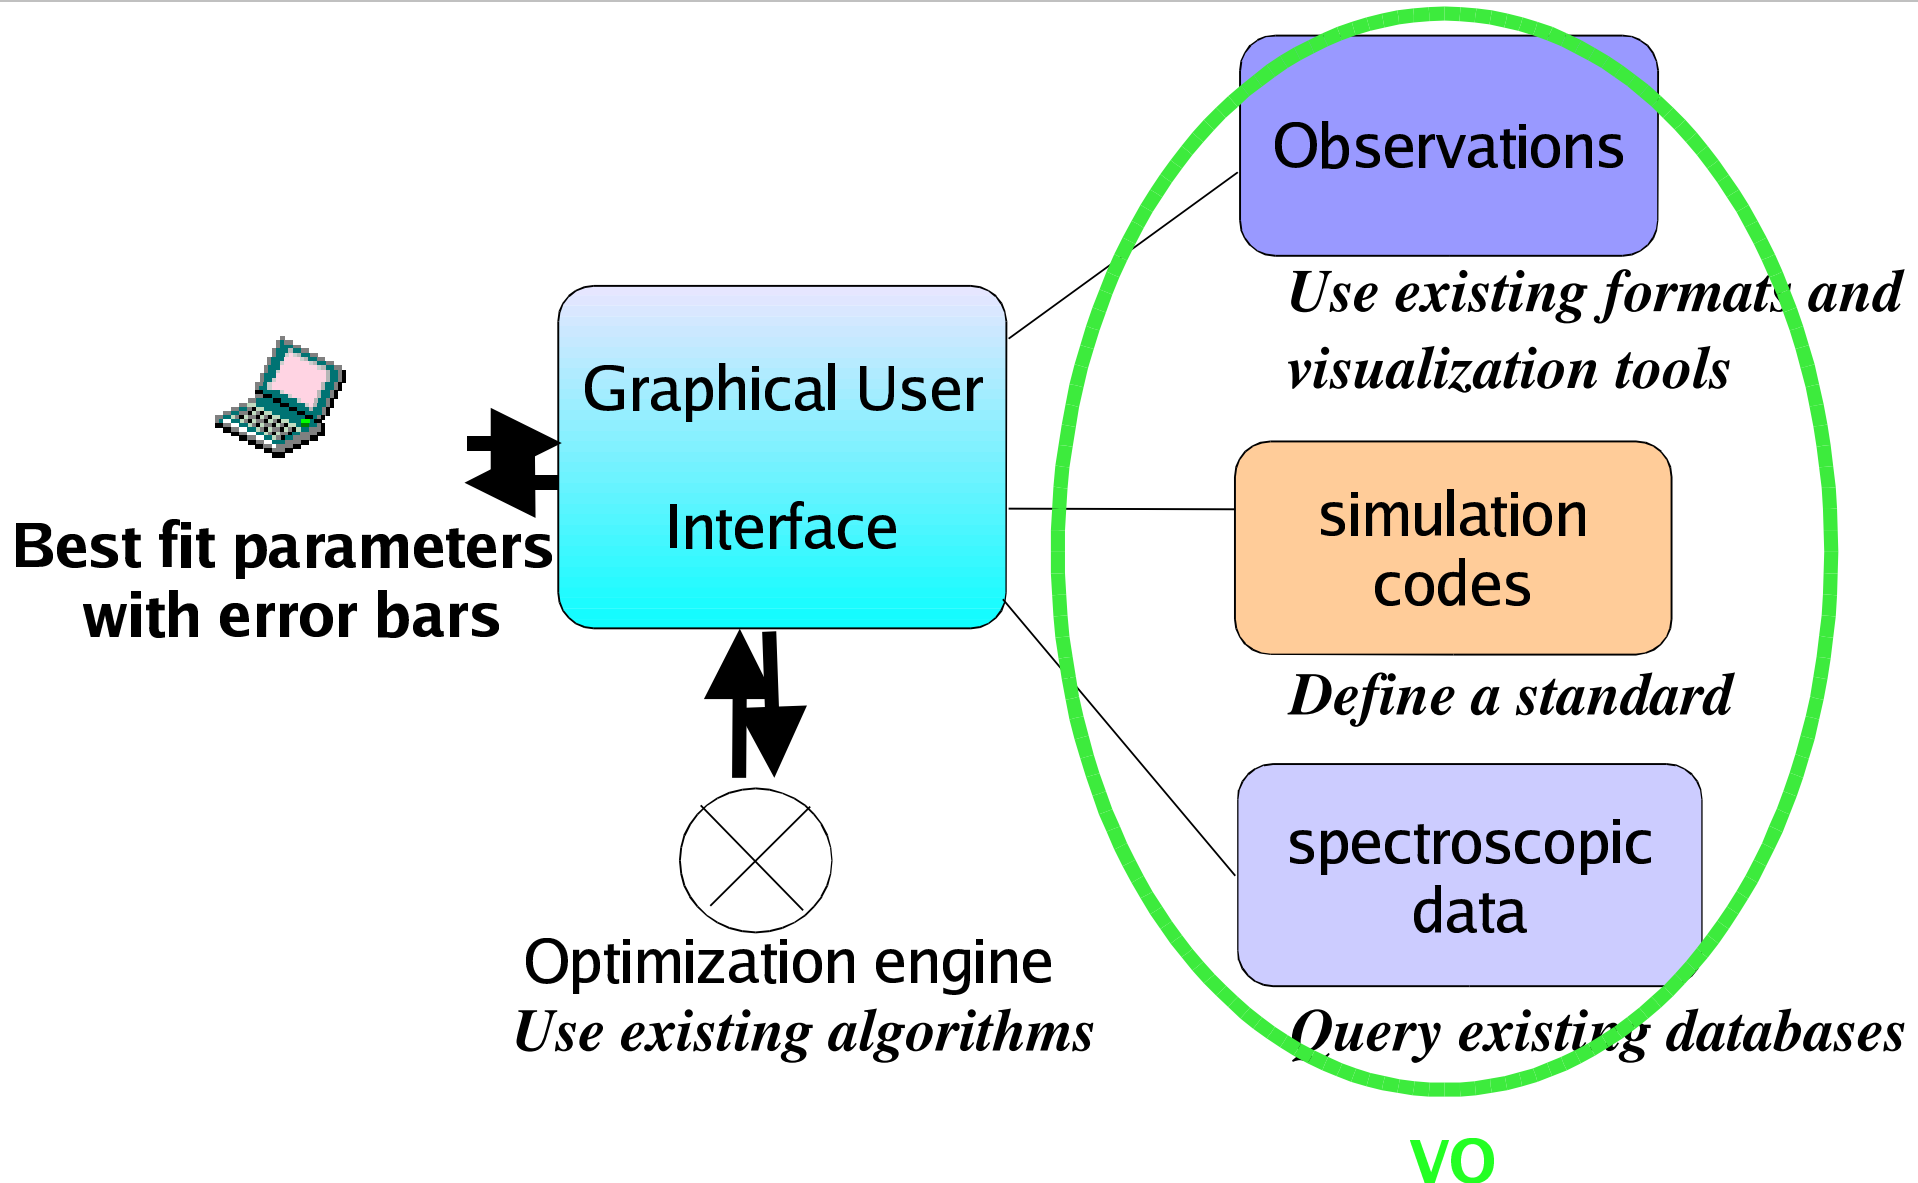 Observations
Use existing formats and
visualization tools
Graphical User
Interface
Best fit parameters
with error bars
simulation
codes
Define a standard
spectroscopic
data
Query existing databases
Optimization engine
Use existing algorithms
VO